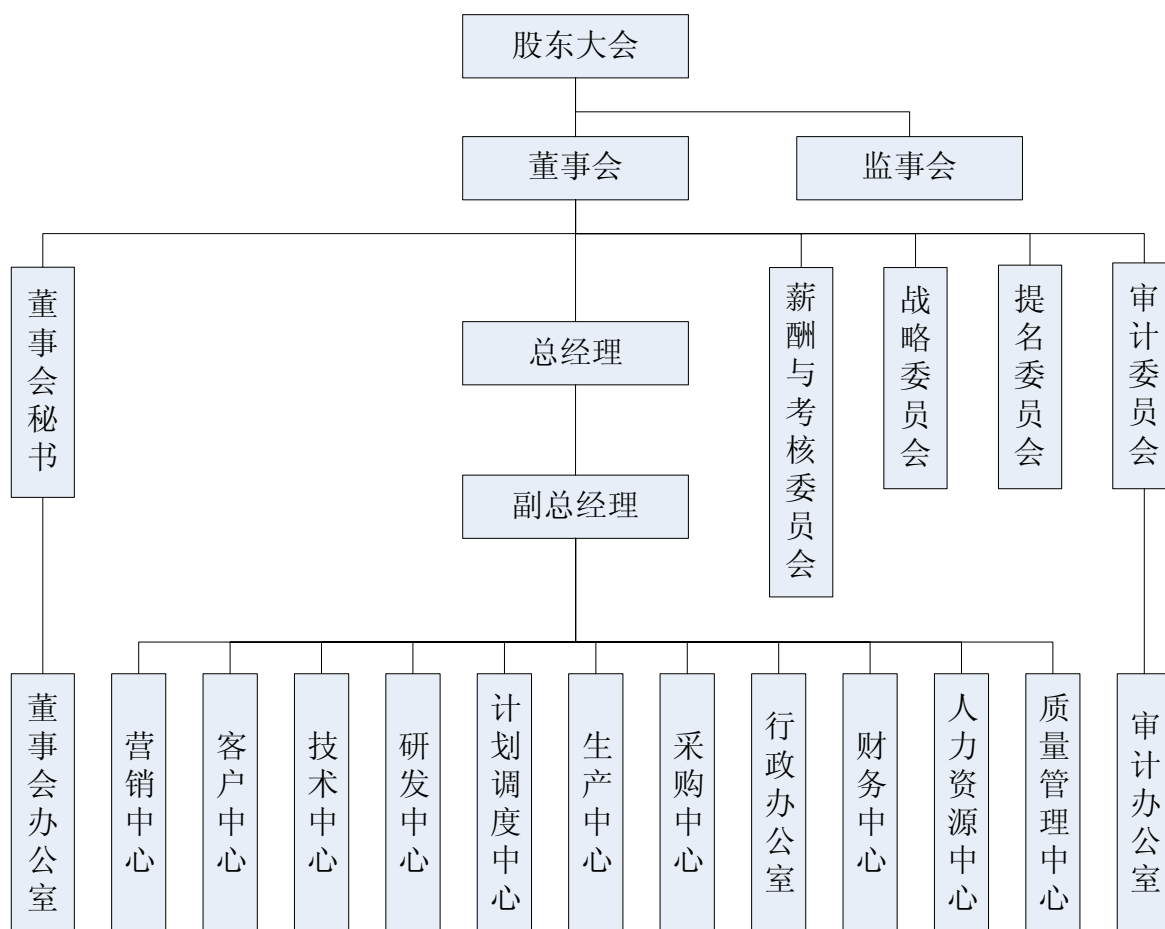 股东大会
董事会
监事会
董事会秘书
总经理
薪酬与考核委员会
战略委员会
提名委员会
审计委员会
副总经理
董事会办公室
营销中心
客户中心
技术中心
研发中心
计划调度中心
生产中心
采购中心
行政办公室
财务中心
人力资源中心
质量管理中心
审计办公室